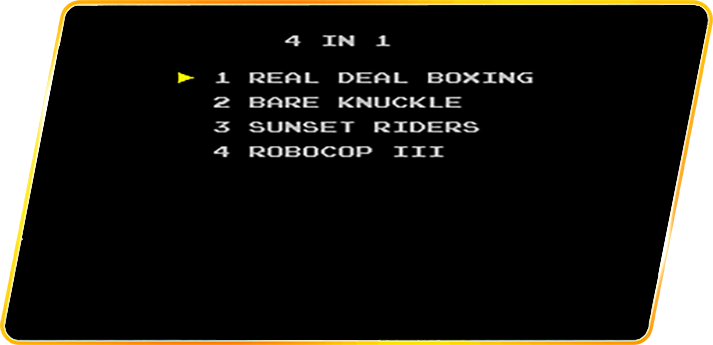 4 IN 1
1 REAL DEAL BOXING
2 BARE KNUCKLE
3 SUNSET RIDERS
4 ROBOCOP III